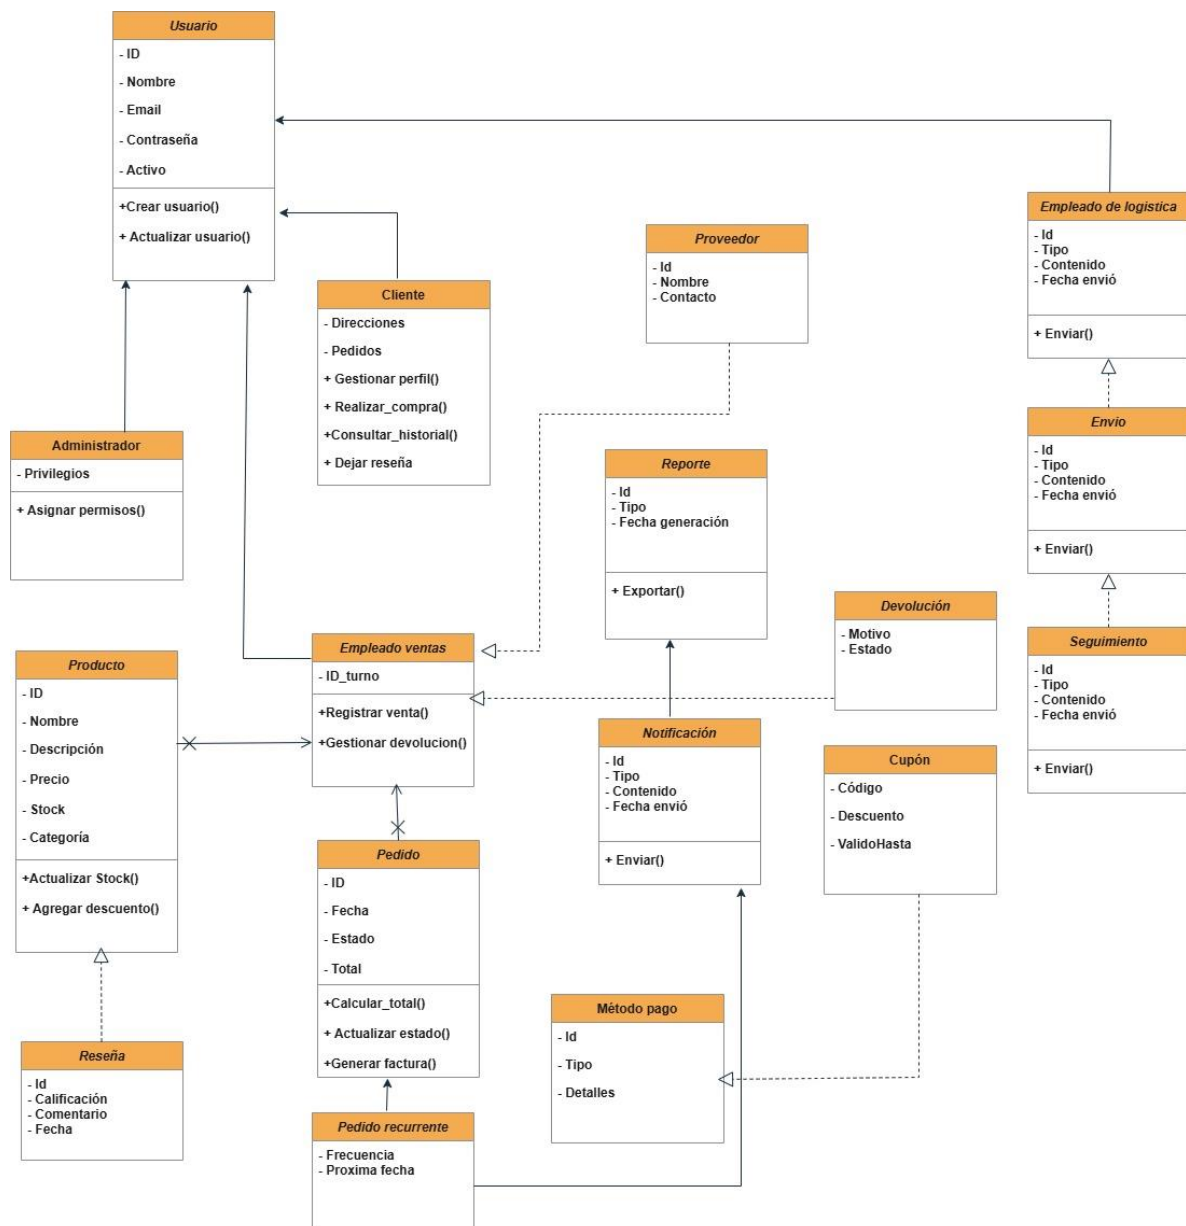 Usuario
- ID
- Nombre
- Email
- Contraseña
- Activo
+Crear usuario()
+ Actualizar usuario()
Cliente
- Direcciones
- Pedidos
+ Gestionar perfil()
+ Realizar_compra()
+Consultar_historial()
+ Dejar reseña
Proveedor
- Id
- Nombre
- Contacto
Empleado de logistica
- Id
- Tipo
- Contenido
- Fecha envió
+ Enviar()
Administrador
- Privilegios
+ Asignar permisos()
Reporte
- Id
- Tipo
- Fecha generación
+ Exportar()
Envio
- Id
- Tipo
- Contenido
- Fecha envió
+ Enviar()
Empleado ventas
- ID_turno
+Registrar venta()
+Gestionar devolucion()
Devolución
- Motivo
- Estado
Seguimiento
- Id
- Tipo
- Contenido
- Fecha envió
+ Enviar()
Producto
- ID
- Nombre
- Descripción
- Precio
- Stock
- Categoría
+Actualizar Stock()
+ Agregar descuento()
Notificación
- Id
- Tipo
- Contenido
- Fecha envió
+ Enviar()
Cupón
- Código
- Descuento
- ValidoHasta
Pedido
- ID
- Fecha
- Estado
- Total
+Calcular_total()
+ Actualizar estado()
+Generar factura()
Método pago
- Id
- Tipo
- Detalles
Reseña
- Id
- Calificación
- Comentario
- Fecha
Pedido recurrente
- Frecuencia
- Proxima fecha